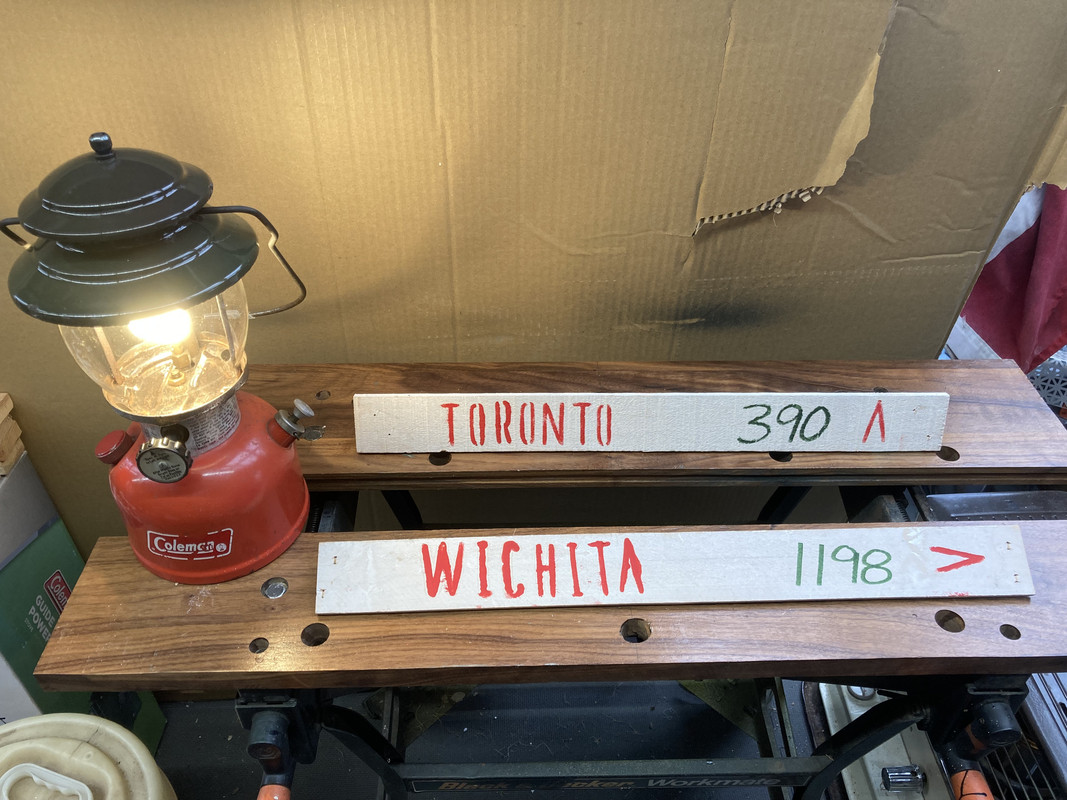 TORONTO 390 >
WICHITA 1198 >
Coleman
GUIDE
POWER
Black Decker Workmate